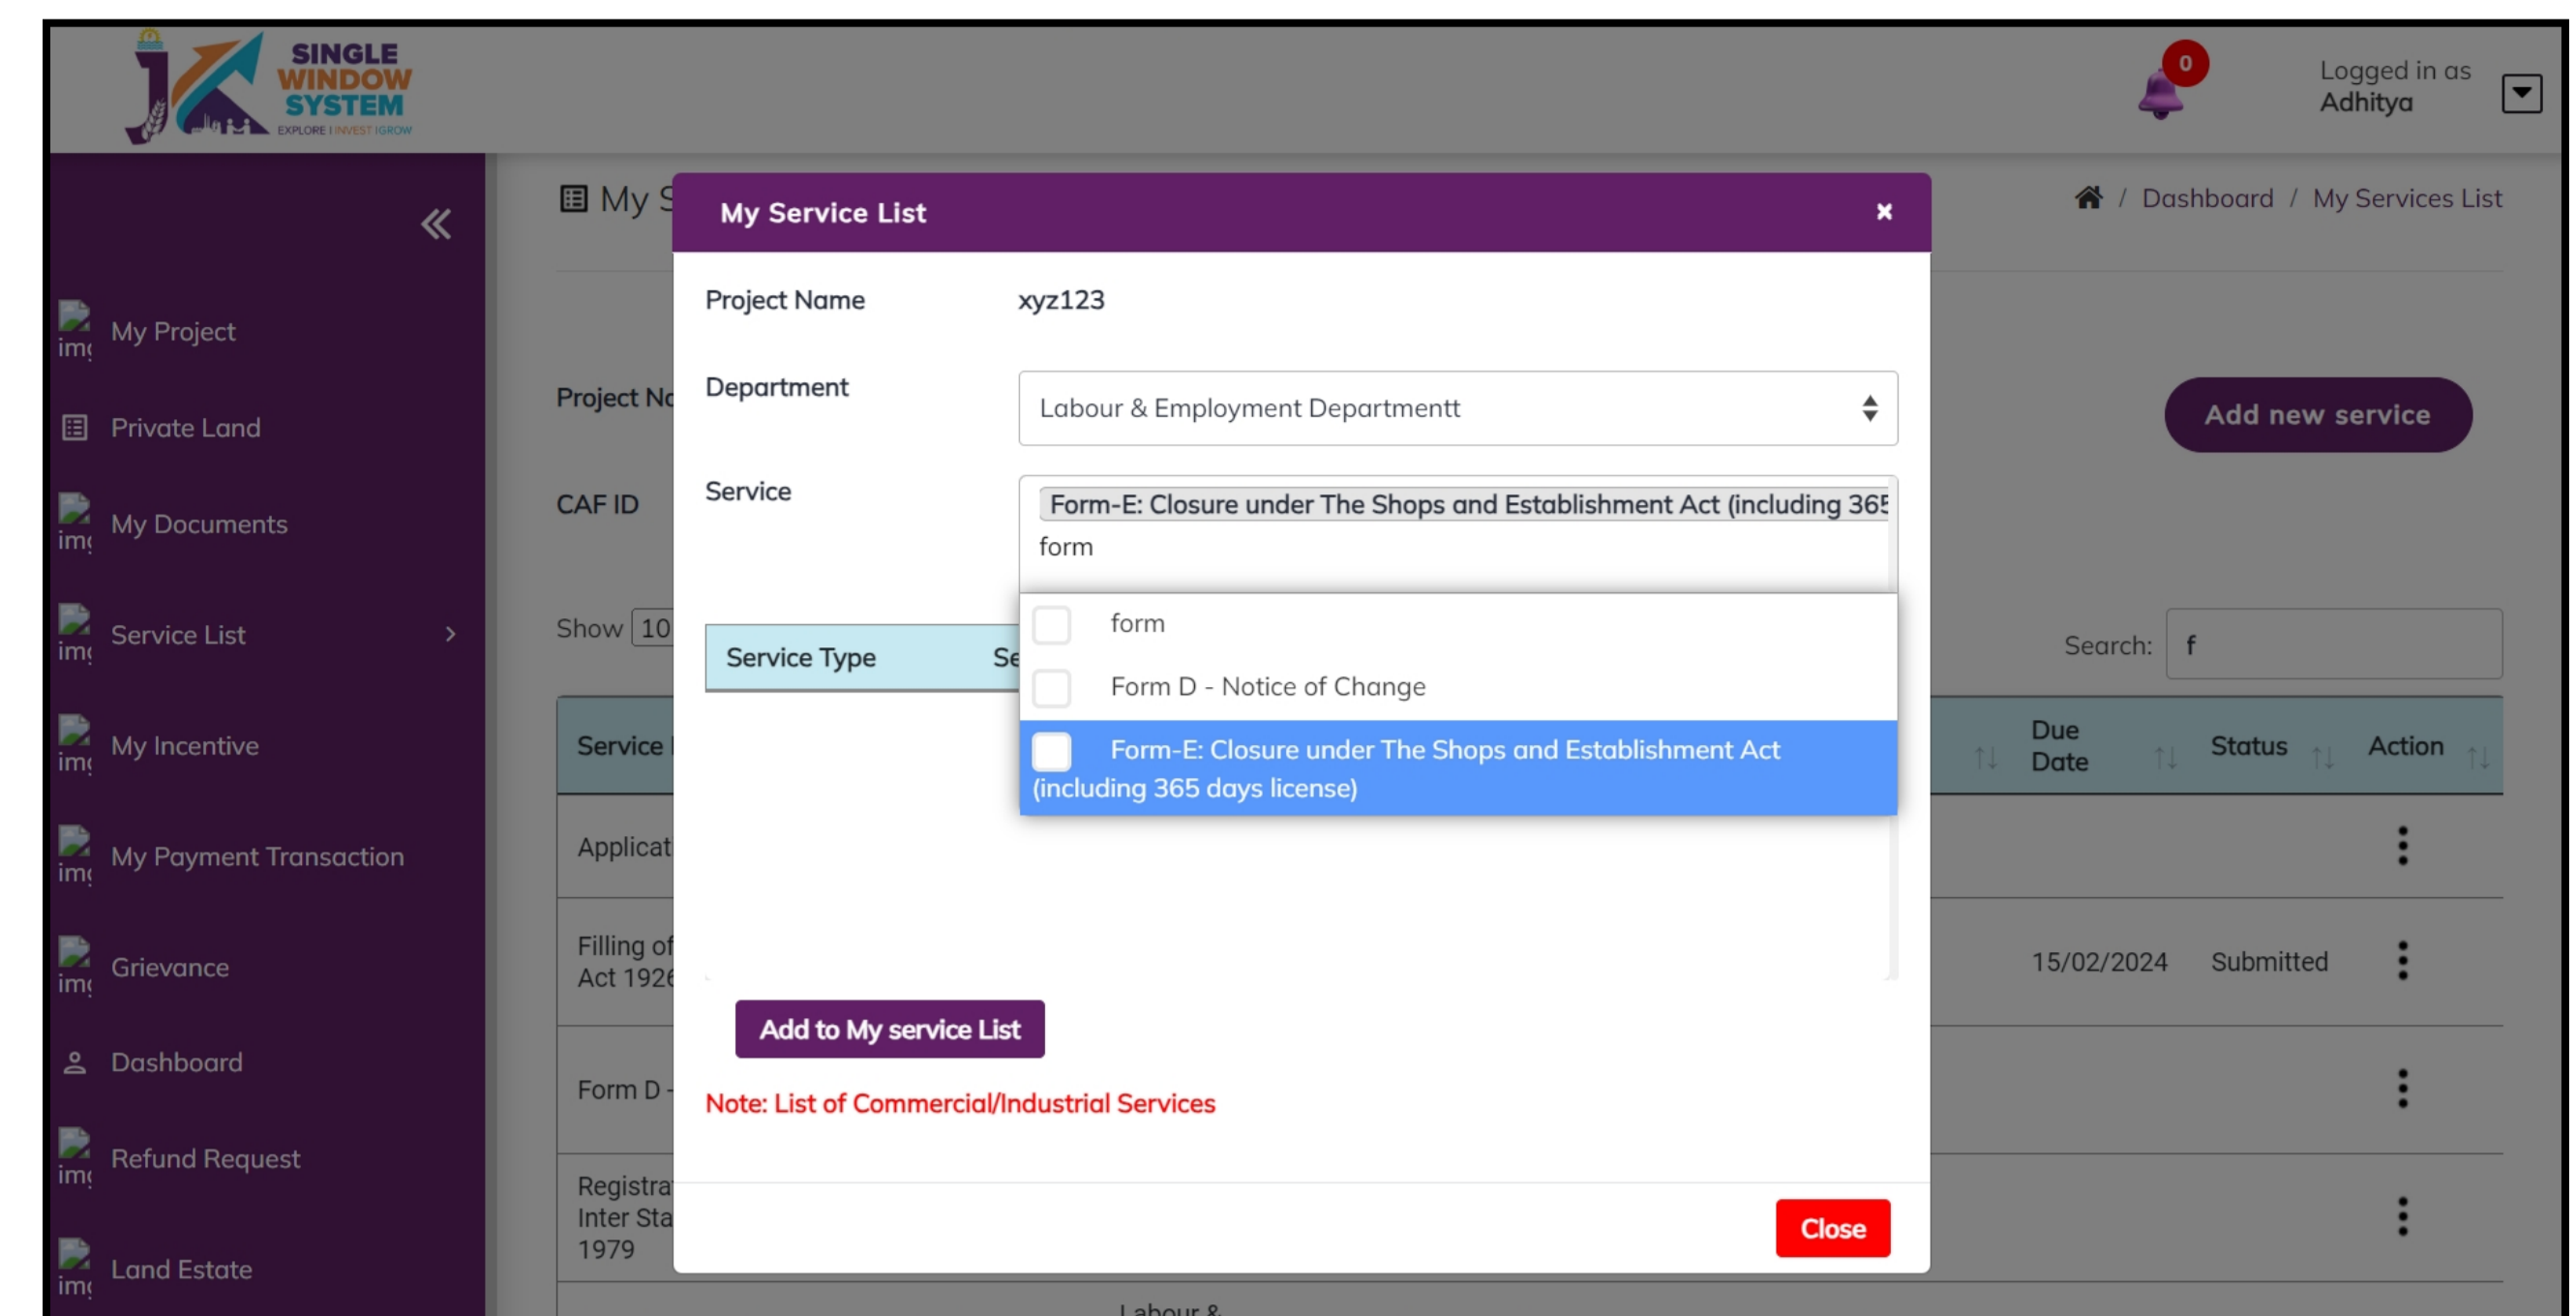 SINGLE
WINDOW
SYSTEM
EXPLORE I INVEST IGROW
0
Logged in as
Adhitya
My S
My Service List ×
/ Dashboard / My Services List
My Project
Private Land
My Documents
Service List
My Incentive
My Payment Transaction
Grievance
Dashboard
Refund Request
Land Estate
Project Na
CAF ID
Show 10
Add new service
Search: f
Project Name xyz123
Department Labour & Employment Departmentt
Service Form-E: Closure under The Shops and Establishment Act (including 365
form
form
Form D - Notice of Change
Form-E: Closure under The Shops and Establishment Act
(including 365 days license)
Service Type Se
Add to My service List
Note: List of Commercial/Industrial Services
Close
Service
Due
Date
Status
Action
Applicati
Filling of
Act 1926
15/02/2024 Submitted
Form D -
Registra
Inter Sta
1979
Labour &